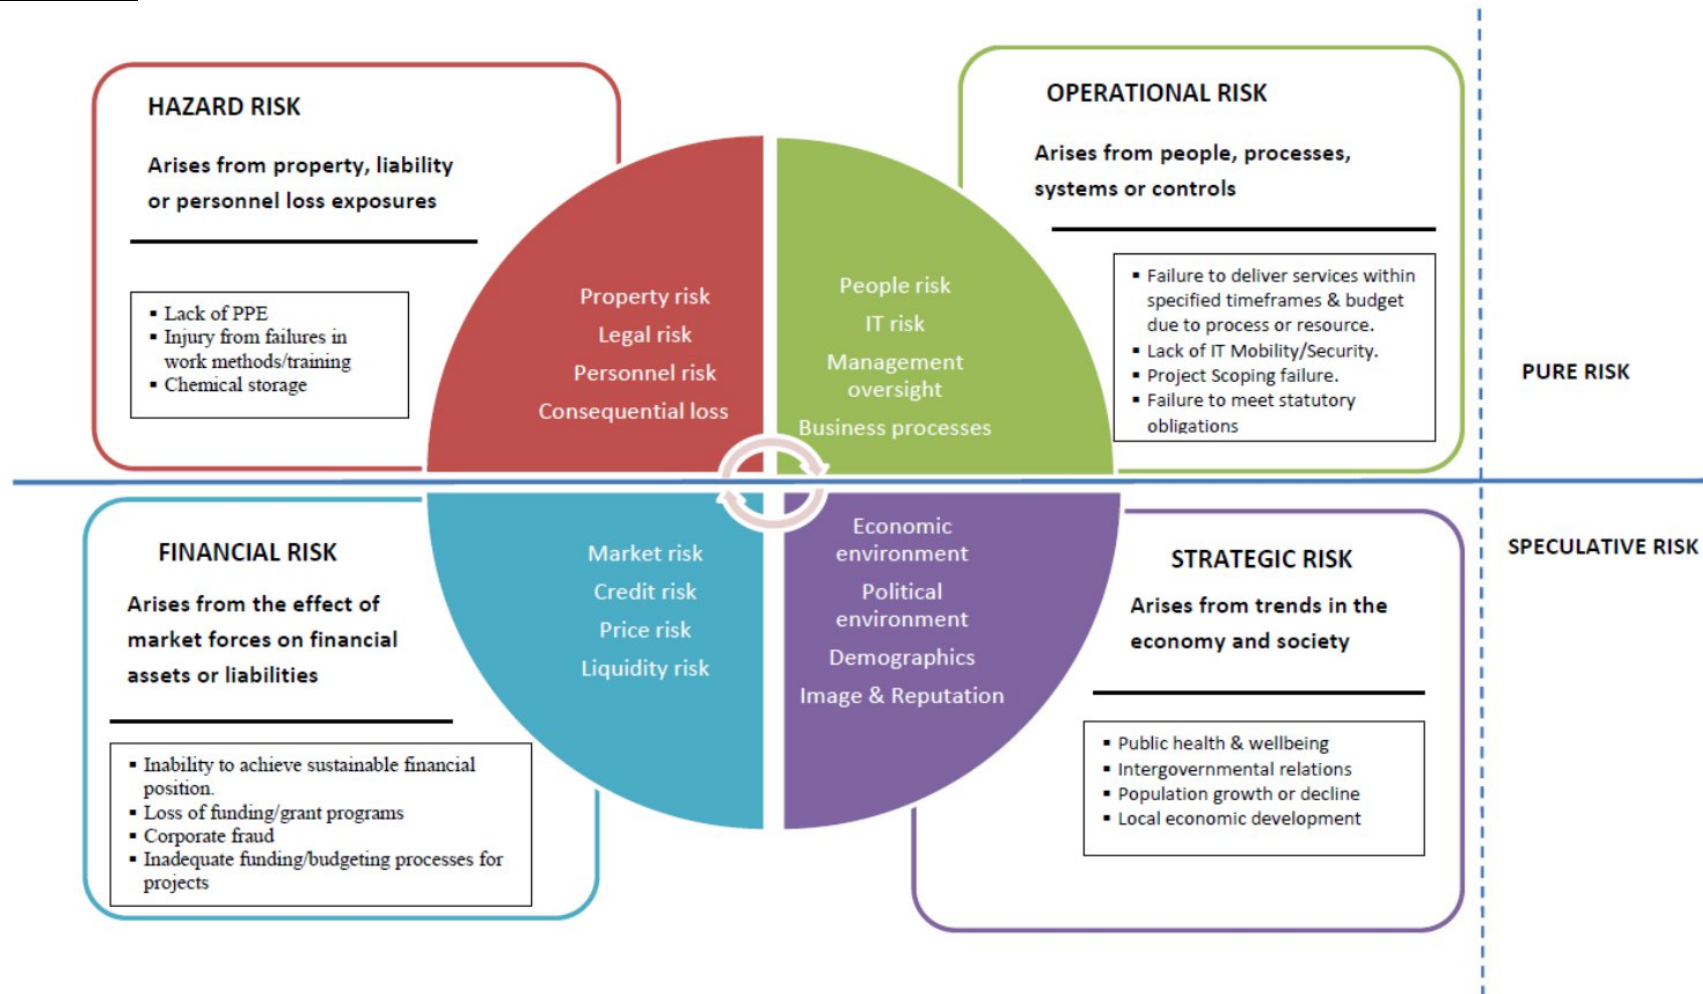 HAZARD RISK
Arises from property, liability
or personnel loss exposures
▪ Lack of PPE
▪ Injury from failures in
work methods/training
▪ Chemical storage
Property risk
Legal risk
Personnel risk
Consequential loss
OPERATIONAL RISK
Arises from people, processes,
systems or controls
▪ Failure to deliver services within
specified timeframes & budget
due to process or resource.
▪ Lack of IT Mobility/Security.
▪ Project Scoping failure.
▪ Failure to meet statutory
obligations
People risk
IT risk
Management
oversight
Business processes
PURE RISK
FINANCIAL RISK
Arises from the effect of
market forces on financial
assets or liabilities
▪ Inability to achieve sustainable financial
position.
▪ Loss of funding/grant programs
▪ Corporate fraud
▪ Inadequate funding/budgeting processes for
projects
Market risk
Credit risk
Price risk
Liquidity risk
Economic
environment
Political
environment
Demographics
Image & Reputation
STRATEGIC RISK
Arises from trends in the
economy and society
▪ Public health & wellbeing
▪ Intergovernmental relations
▪ Population growth or decline
▪ Local economic development
SPECULATIVE RISK